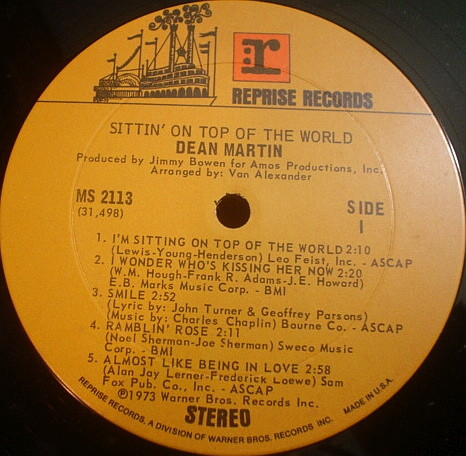 r
REPRISE RECORDS
SITTIN' ON TOP OF THE WORLD
DEAN MARTIN
Produced by Jimmy Bowen for Amos Productions, Inc.
Arranged by: Van Alexander
MS 2113
(31,498)
SIDE
1
1. I'M SITTING ON TOP OF THE WORLD 2:10
(Lewis-Young-Henderson) Leo Feist, Inc. - ASCAP
2. I WONDER WHO'S KISSING HER NOW 2:20
(W.M. Hough-Frank R. Adams-J.E. Howard)
E.B. Marks Music Corp. - BMI
3. SMILE 2:52
(Lyric by: John Turner & Geoffrey Parsons)
(Music by: Charles Chaplin) Bourne Co. - ASCAP
4. RAMBLIN' ROSE 2:11
(Noel Sherman-Joe Sherman) Sweco Music
Corp. - BMI
5. ALMOST LIKE BEING IN LOVE 2:58
(Alan Jay Lerner-Frederick Loewe) Sam
Fox Pub. Co., Inc. - ASCAP
℗1973 Warner Bros. Records Inc.
STEREO
REPRISE RECORDS, A DIVISION OF WARNER BROS. RECORDS INC. MADE IN U.S.A.